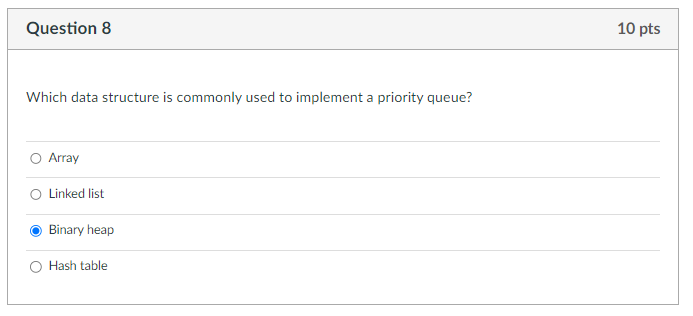 Question 8
10 pts
Which data structure is commonly used to implement a priority queue?
Array
Linked list
Binary heap
Hash table